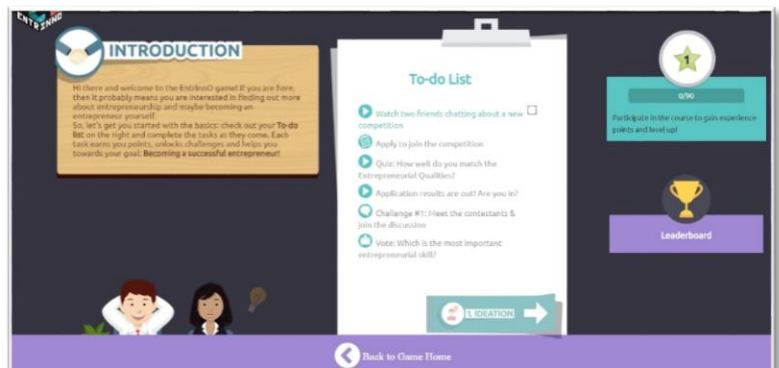 ENTRINNO
INTRODUCTION
Hi there and welcome to the EntrInnO game! If you are here,
then it probably means you are interested in finding out more
about entrepreneurship and maybe becoming an
entrepreneur yourself.
So, let's get you started with the basics: check out your To-do
list on the right and complete the tasks as they come. Each
task earns you points, unlocks challenges and helps you
towards your goal: Becoming a successful entrepreneur!
To-do List
Watch two friends chatting about a new
competition
Apply to join the competition
Quiz: How well do you match the
Entrepreneurial Qualities?
Application results are out! Are you in?
Challenge #1: Meet the contestants &
join the discussion
Vote: Which is the most important
entrepreneurial skill?
1. IDEATION
1
0/90
Participate in the course to gain experience
points and level up!
Leaderboard
Back to Game Home